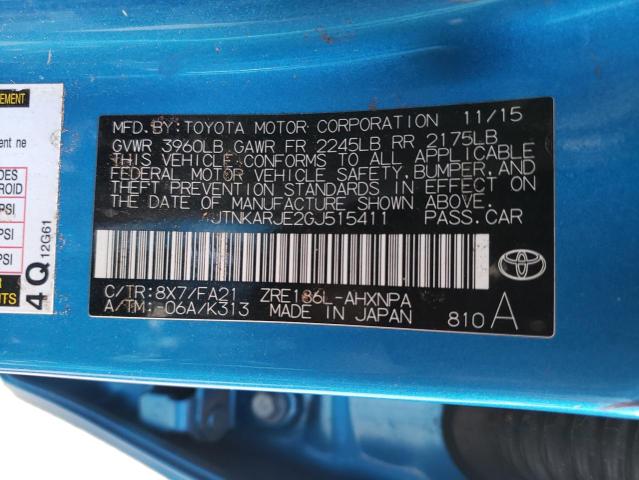 MFD.BY:TOYOTA MOTOR CORPORATION 11/15
GVWR 3960LB GAWR FR 2245LB RR 2175LB
THIS VEHICLE CONFORMS TO ALL APPLICABLE
FEDERAL MOTOR VEHICLE SAFETY,BUMPER,AND
THEFT PREVENTION STANDARDS IN EFFECT ON
THE DATE OF MANUFACTURE SHOWN ABOVE.
JTNKARJE2GJ515411 PASS.CAR
C/TR:8X7/FA21 ZRE186L-AHXNPA
A/TM:-06A/K313 MADE IN JAPAN 810 A
EMENT
nt ne
DES
ROID
PSI
PSI
R
NTS
4Q 12G61